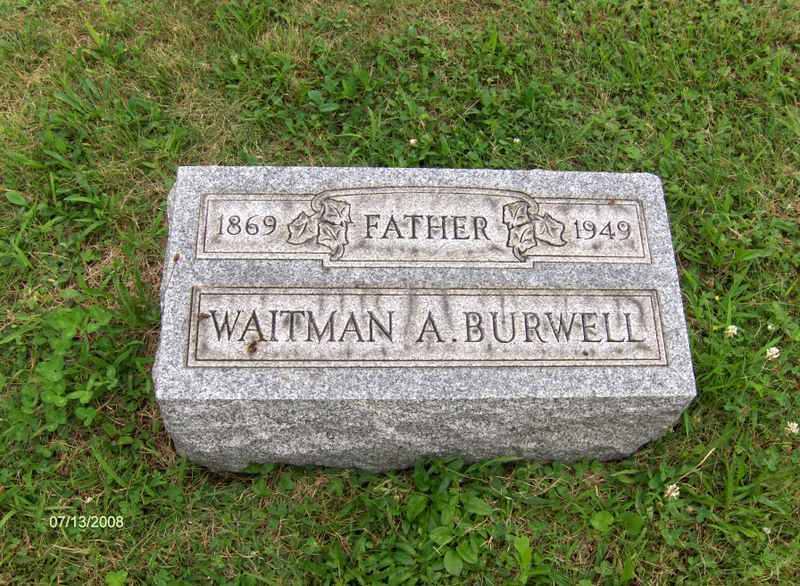 1869 FATHER 1949
WAITMAN A. BURWELL
07/13/2008